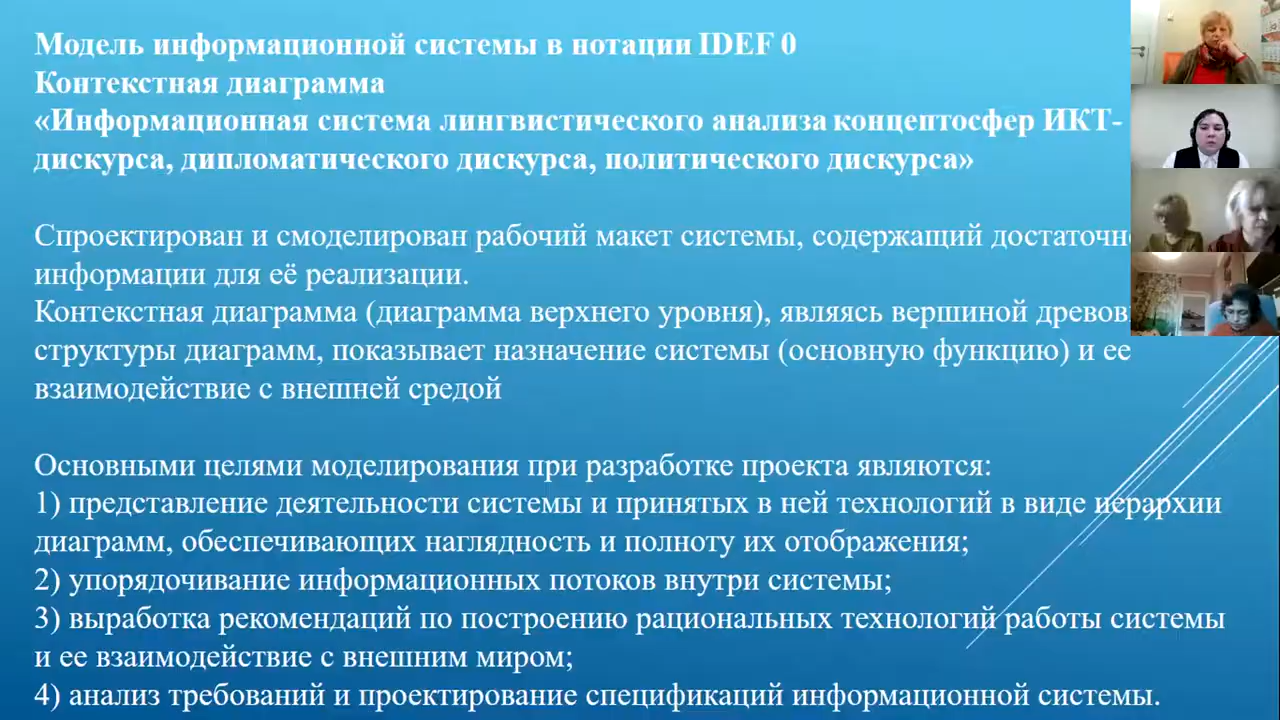 Модель информационной системы в нотации IDEF 0
Контекстная диаграмма
«Информационная система лингвистического анализа концептосфер ИКТ-
дискурса, дипломатического дискурса, политического дискурса»
Спроектирован и смоделирован рабочий макет системы, содержащий
информации для её реализации.
Контекстная диаграмма (диаграмма верхнего уровня), являясь вершиной
структуры диаграмм, показывает назначение системы (основную функцию) и ее
взаимодействие с внешней средой
Основными целями моделирования при разработке проекта являются:
1) представление деятельности системы и принятых в ней технологий в виде иерархии
диаграмм, обеспечивающих наглядность и полноту их отображения;
2) упорядочивание информационных потоков внутри системы;
3) выработка рекомендаций по построению рациональных технологий работы системы
и ее взаимодействие с внешним миром;
4) анализ требований и проектирование спецификаций информационной системы.